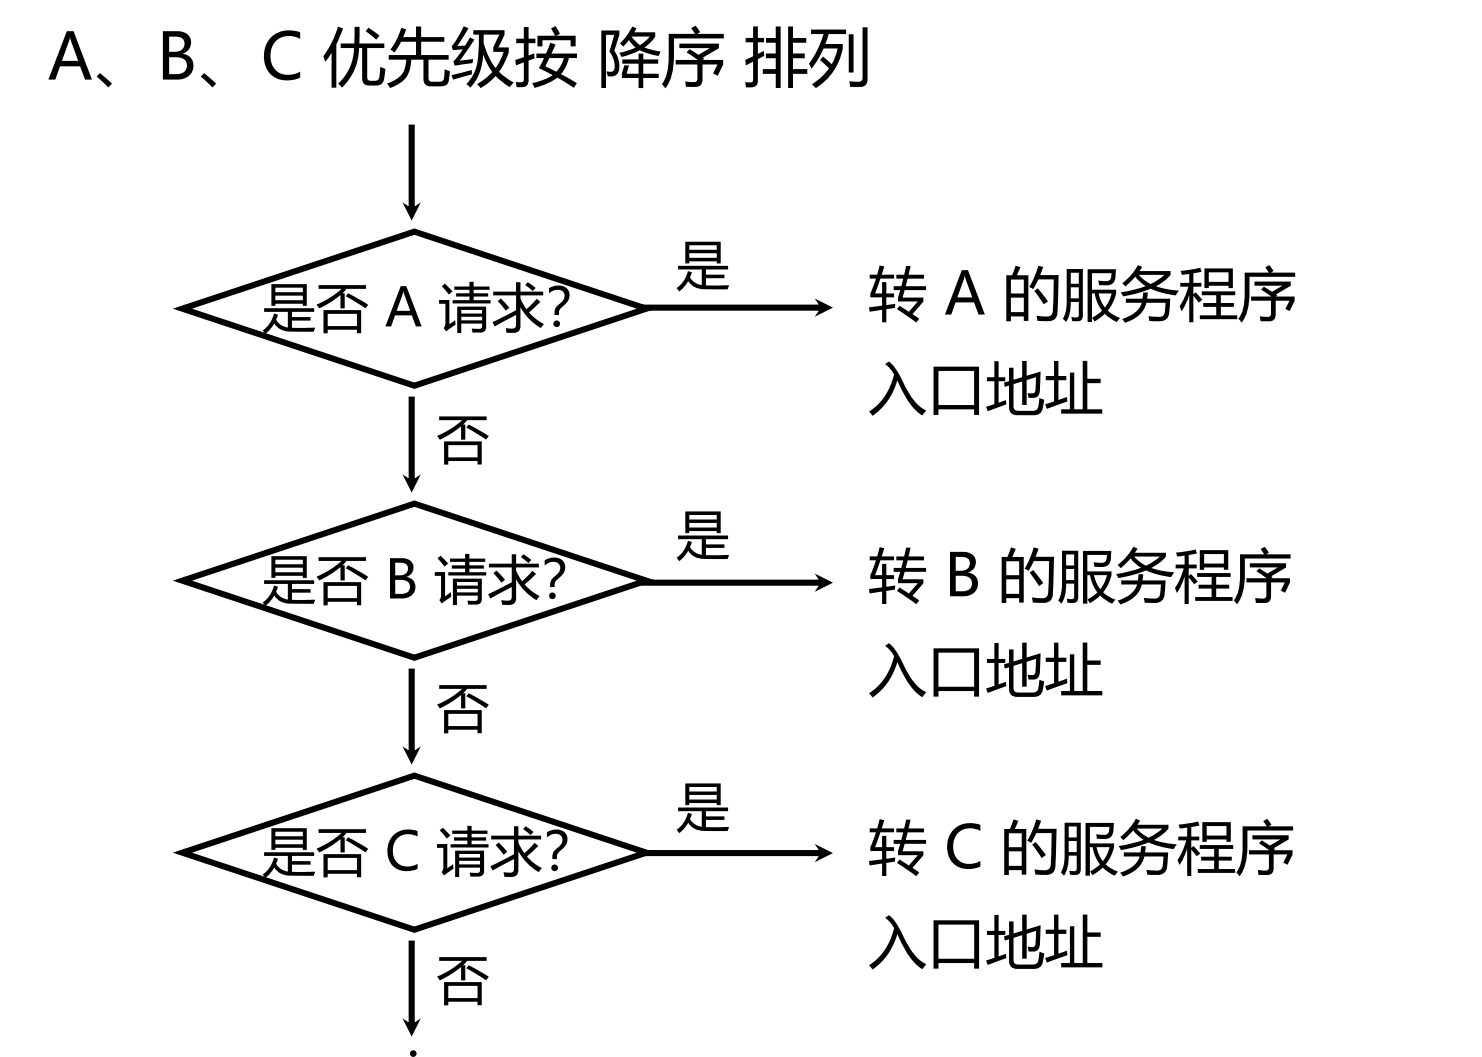 A、B、C 优先级按 降序 排列
是否 A 请求?
是
转 A 的服务程序
入口地址
否
是否 B 请求?
是
转 B 的服务程序
入口地址
否
是否 C 请求?
是
转 C 的服务程序
入口地址
否